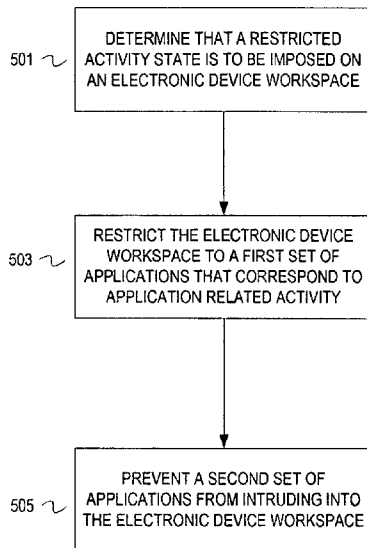 DETERMINE THAT A RESTRICTED
501
ACTIVITY STATE IS TO BE IMPOSED ON
AN ELECTRONIC DEVICE WORKSPACE
RESTRICT THE ELECTRONIC DEVICE
WORKSPACE TO A FIRST SET OF
503
APPLICATIONS THAT CORRESPOND TO
APPLICATION RELATED ACTIVITY
PREVENT A SECOND SET OF
505
APPLICATIONS FROM INTRUDING INTO
THE ELECTRONIC DEVICE WORKSPACE